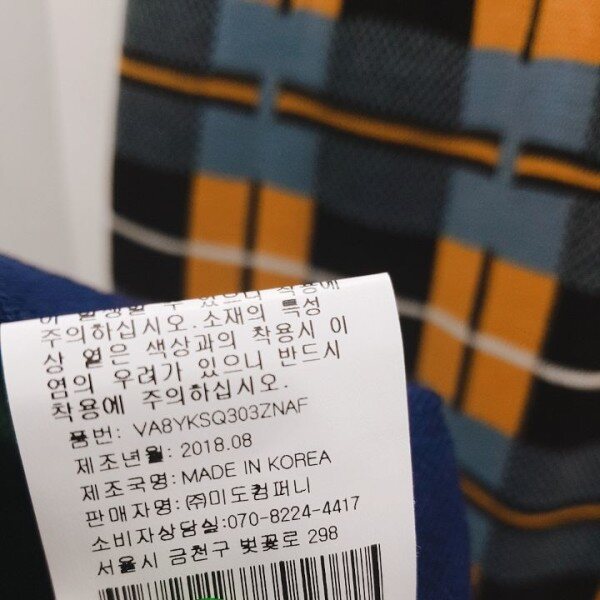 주의하십시오.소재의 특성
상 옅은 색상과의 착용시 이
염의 우려가 있으니 반드시
착용에 주의하십시오.
품번: VA8YKSQ303ZNAF
제조년월: 2018.08
제조국명: MADE IN KOREA
판매자명: (주)미도컴퍼니
소비자상담실:070-8224-4417
서울시 금천구 벚꽃로 298